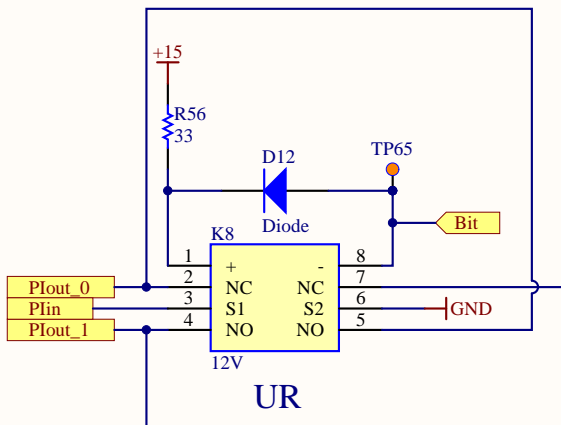 +15
R56
33
D12
TP65
Diode
Bit
K8
1 + - 8
PIout_0 2 NC NC 7
PIin 3 S1 S2 6 GND
PIout_1 4 NO NO 5
12V
UR